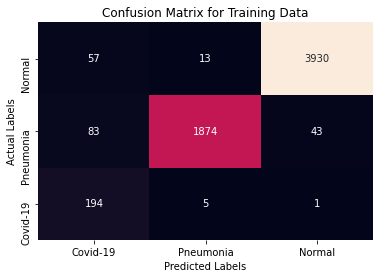 Confusion Matrix for Training Data
Actual Labels
Normal
57 13 3930
Pneumonia
83 1874 43
Covid-19
194 5 1
Covid-19 Pneumonia Normal
Predicted Labels